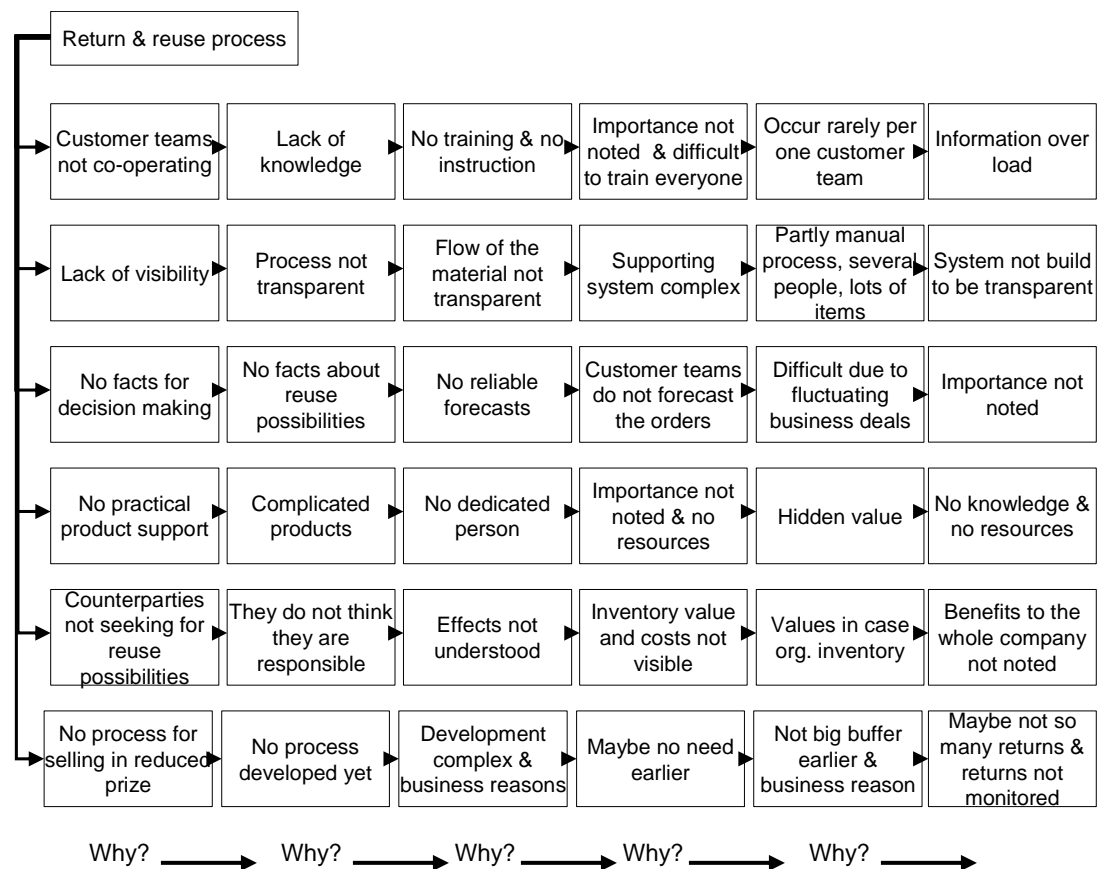 Return & reuse process
Customer teams
not co-operating
Lack of
knowledge
No training & no
instruction
Importance not
noted & difficult
to train everyone
Occur rarely per
one customer
team
Information over
load
Lack of visibility
Process not
transparent
Flow of the
material not
transparent
Supporting
system complex
Partly manual
process, several
people, lots of
items
System not build
to be transparent
No facts for
decision making
No facts about
reuse
possibilities
No reliable
forecasts
Customer teams
do not forecast
the orders
Difficult due to
fluctuating
business deals
Importance not
noted
No practical
product support
Complicated
products
No dedicated
person
Importance not
noted & no
resources
Hidden value
No knowledge &
no resources
Counterparties
not seeking for
reuse
possibilities
They do not think
they are
responsible
Effects not
understood
Inventory value
and costs not
visible
Values in case
org. inventory
Benefits to the
whole company
not noted
No process for
selling in reduced
prize
No process
developed yet
Development
complex &
business reasons
Maybe no need
earlier
Not big buffer
earlier &
business reason
Maybe not so
many returns &
returns not
monitored
Why? Why? Why? Why? Why?